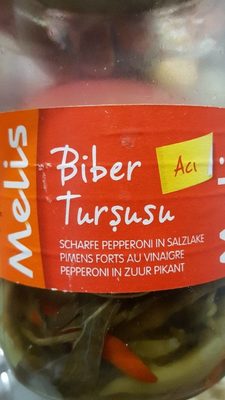 Melis
Biber
Turşusu
Acı
SCHARFE PEPPERONI IN SALZLAKE
PIMENS FORTS AU VINAIGRE
PEPPERONI IN ZUUR PIKANT